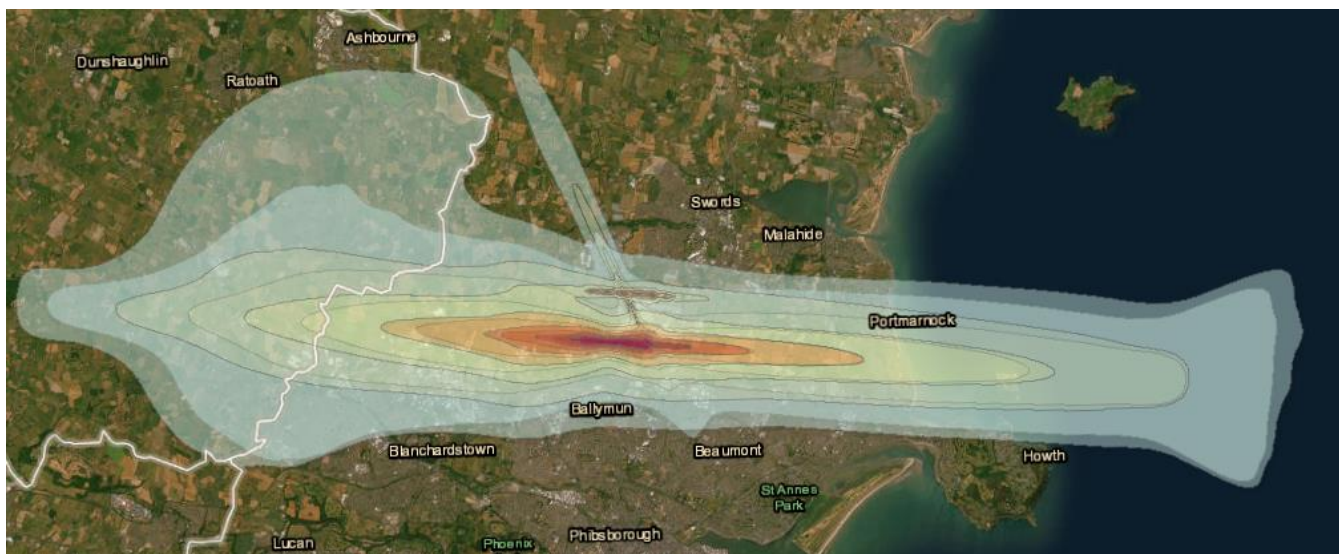 Ashbourne
Dunshaughlin
Ratoath
Swords
Malahide
Portmarnock
Ballymun
Blanchardstown
Beaumont
Howth
St Annes
Park
Phibsborough
Lucan
Phoenix